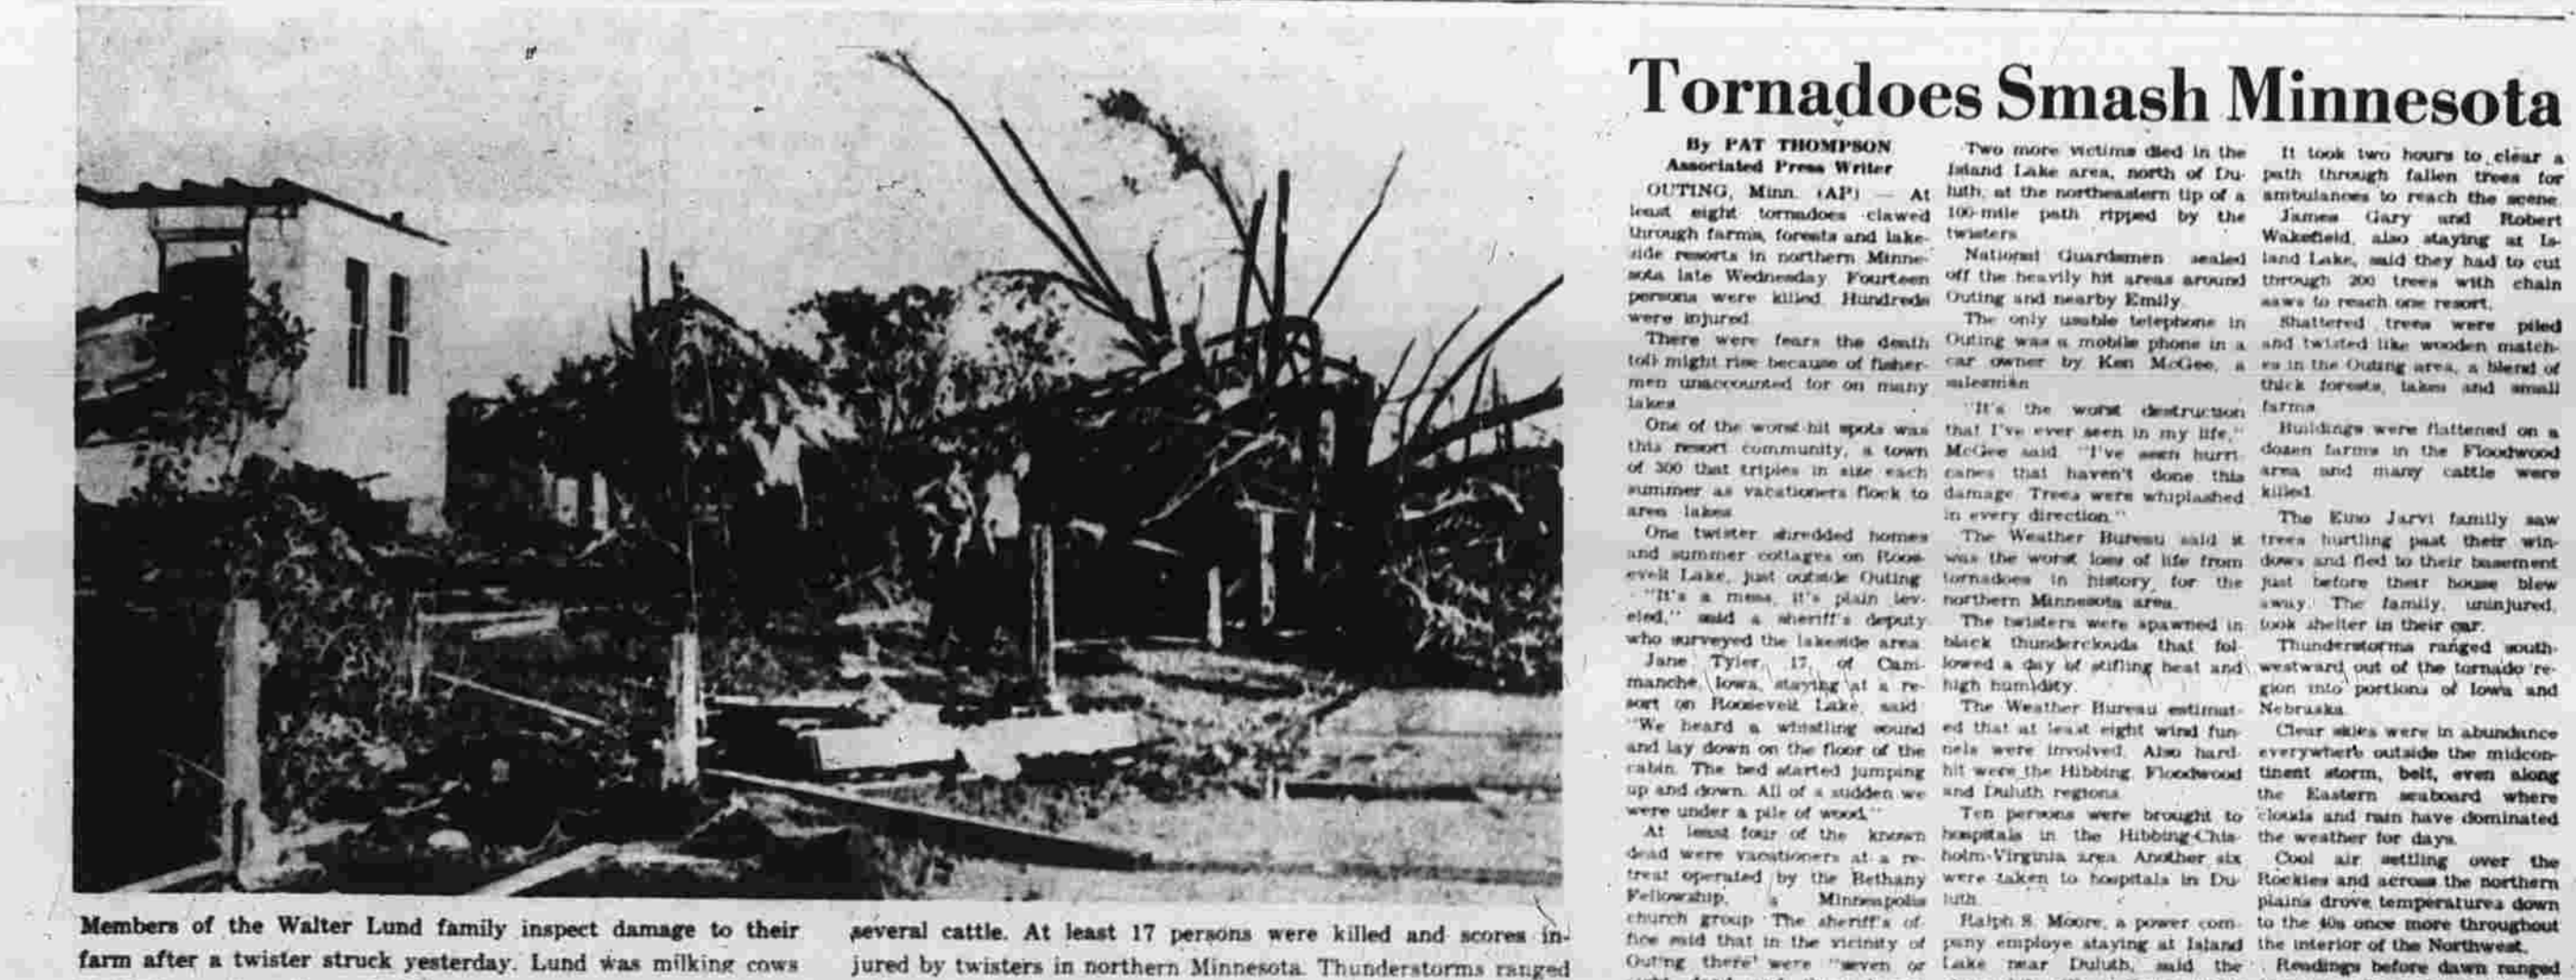 Tornadoes Smash Minnesota
By PAT THOMPSON
Associated Press Writer
OUTING, Minn. (AP) — At
least eight tornadoes clawed
through farms, forests and lake-
side resorts in northern Minne-
sota late Wednesday Fourteen
persons were killed. Hundreds
were injured.
There were fears the death
toll might rise because of fisher-
men unaccounted for on many
lakes
One of the worst-hit spots was
this resort community, a town
of 300 that triples in size each
summer as vacationers flock to
area lakes
One twister shredded homes
and summer cottages on Roos-
evelt Lake, just outside Outing
"It's a mess, it's plain lev-
eled," said a sheriff's deputy
who surveyed the lakeside area
Jane Tyler, 17, of Cam-
manche, Iowa, staying at a re-
sort on Roosevelt Lake, said
"We heard a whistling sound
and lay down on the floor of the
cabin. The bed started jumping
up and down. All of a sudden we
were under a pile of wood."
At least four of the known
dead were vacationers at a re-
treat operated by the Bethany
Fellowship, a Minneapolis
church group The sheriff's of-
fice said that in the vicinity of
Outing there were "seven or
Two more victims died in the
Island Lake area, north of Du-
luth, at the northeastern tip of a
100-mile path ripped by the
twisters
National Guardsmen sealed
off the heavily hit areas around
Outing and nearby Emily.
The only usable telephone in
Outing was a mobile phone in a
car owner by Ken McGee, a
salesman
"It's the worst destruction
that I've ever seen in my life,"
McGee said "I've seen hurri-
canes that haven't done this
damage. Trees were whiplashed
in every direction."
The Weather Bureau said it
was the worst loss of life from
tornadoes in history for the
northern Minnesota area.
The twisters were spawned in
black thunderclouds that fol-
lowed a day of stifling heat and
high humidity.
The Weather Bureau estimat-
ed that at least eight wind fun-
nels were involved. Also hard-
hit were the Hibbing, Floodwood
and Duluth regions
Ten persons were brought to
hospitals in the Hibbing-Chis-
holm-Virginia area. Another six
were taken to hospitals in Du-
luth.
Ralph S. Moore, a power com-
pany employe staying at Island
Lake near Duluth, said the
It took two hours to clear a
path through fallen trees for
ambulances to reach the scene.
James Gary and Robert
Wakefield, also staying at Is-
land Lake, said they had to cut
through 200 trees with chain
saws to reach one resort.
Shattered trees were piled
and twisted like wooden match-
es in the Outing area, a blend of
thick forests, lakes and small
farms
Buildings were flattened on a
dozen farms in the Floodwood
area and many cattle were
killed.
The Eino Jarvi family saw
trees hurtling past their win-
dows and fled to their basement
just before their house blew
away. The family, uninjured,
took shelter in their car.
Thunderstorms ranged south-
westward out of the tornado re-
gion into portions of Iowa and
Nebraska.
Clear skies were in abundance
everywhere outside the midcon-
tinent storm, belt, even along
the Eastern seaboard where
clouds and rain have dominated
the weather for days.
Cool air settling over the
Rockies and across the northern
plains drove temperatures down
to the 40s once more throughout
the interior of the Northwest.
Readings before dawn ranged
Members of the Walter Lund family inspect damage to their
farm after a twister struck yesterday. Lund was milking cows
several cattle. At least 17 persons were killed and scores in-
jured by twisters in northern Minnesota. Thunderstorms ranged